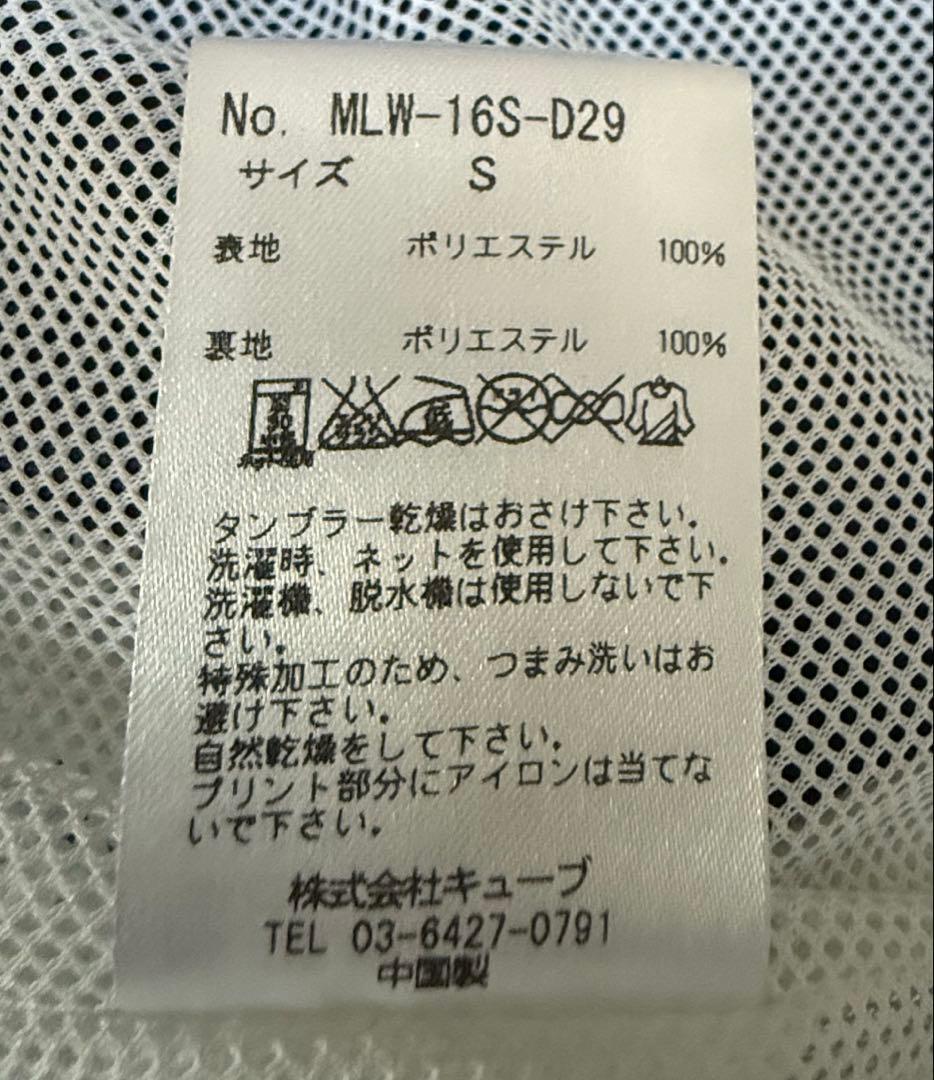 No. MLW-16S-D29
サイズ S
表地 ポリエステル 100%
裏地 ポリエステル 100%
タンブラー乾燥はおさけ下さい.
洗濯時、ネットを使用して下さい.
洗濯機、脱水機は使用しないで下
さい.
特殊加工のため、つまみ洗いはお
避け下さい.
自然乾燥をして下さい.
プリント部分にアイロンは当てな
いで下さい.
株式会社キューブ
TEL 03-6427-0791
中国製